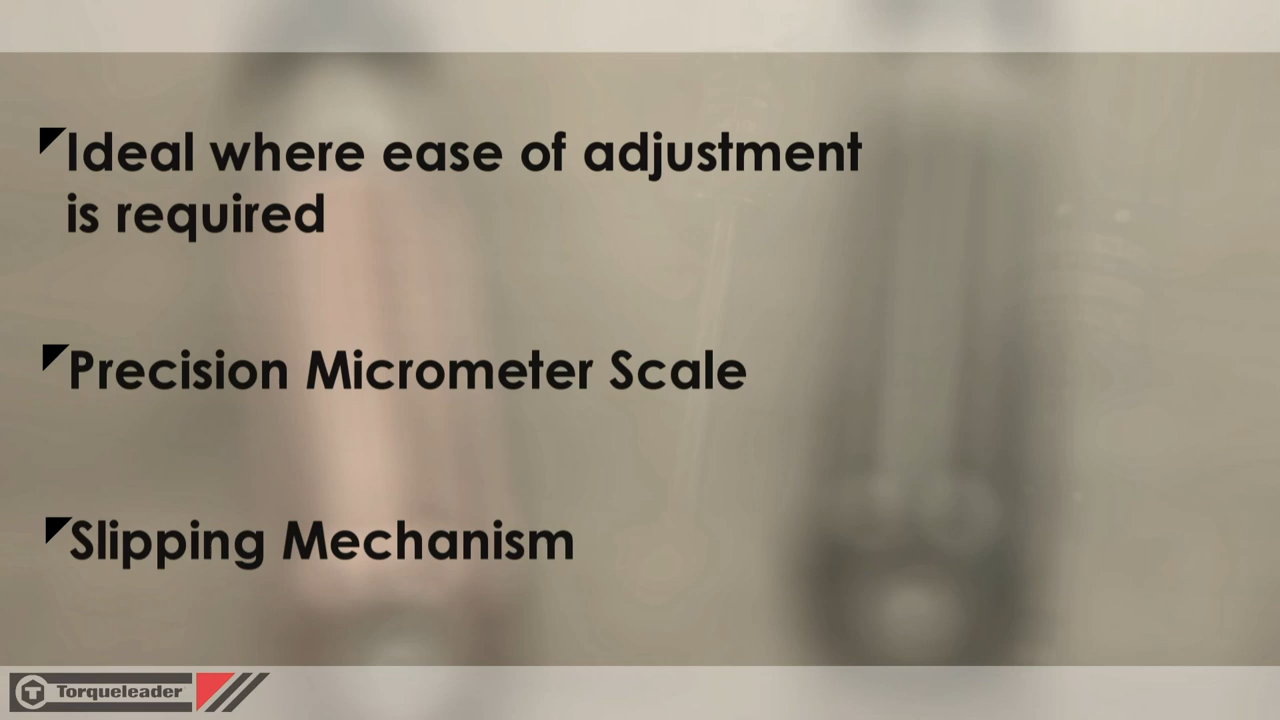 Ideal where ease of adjustment
is required
Precision Micrometer Scale
Slipping Mechanism
Torqueleader